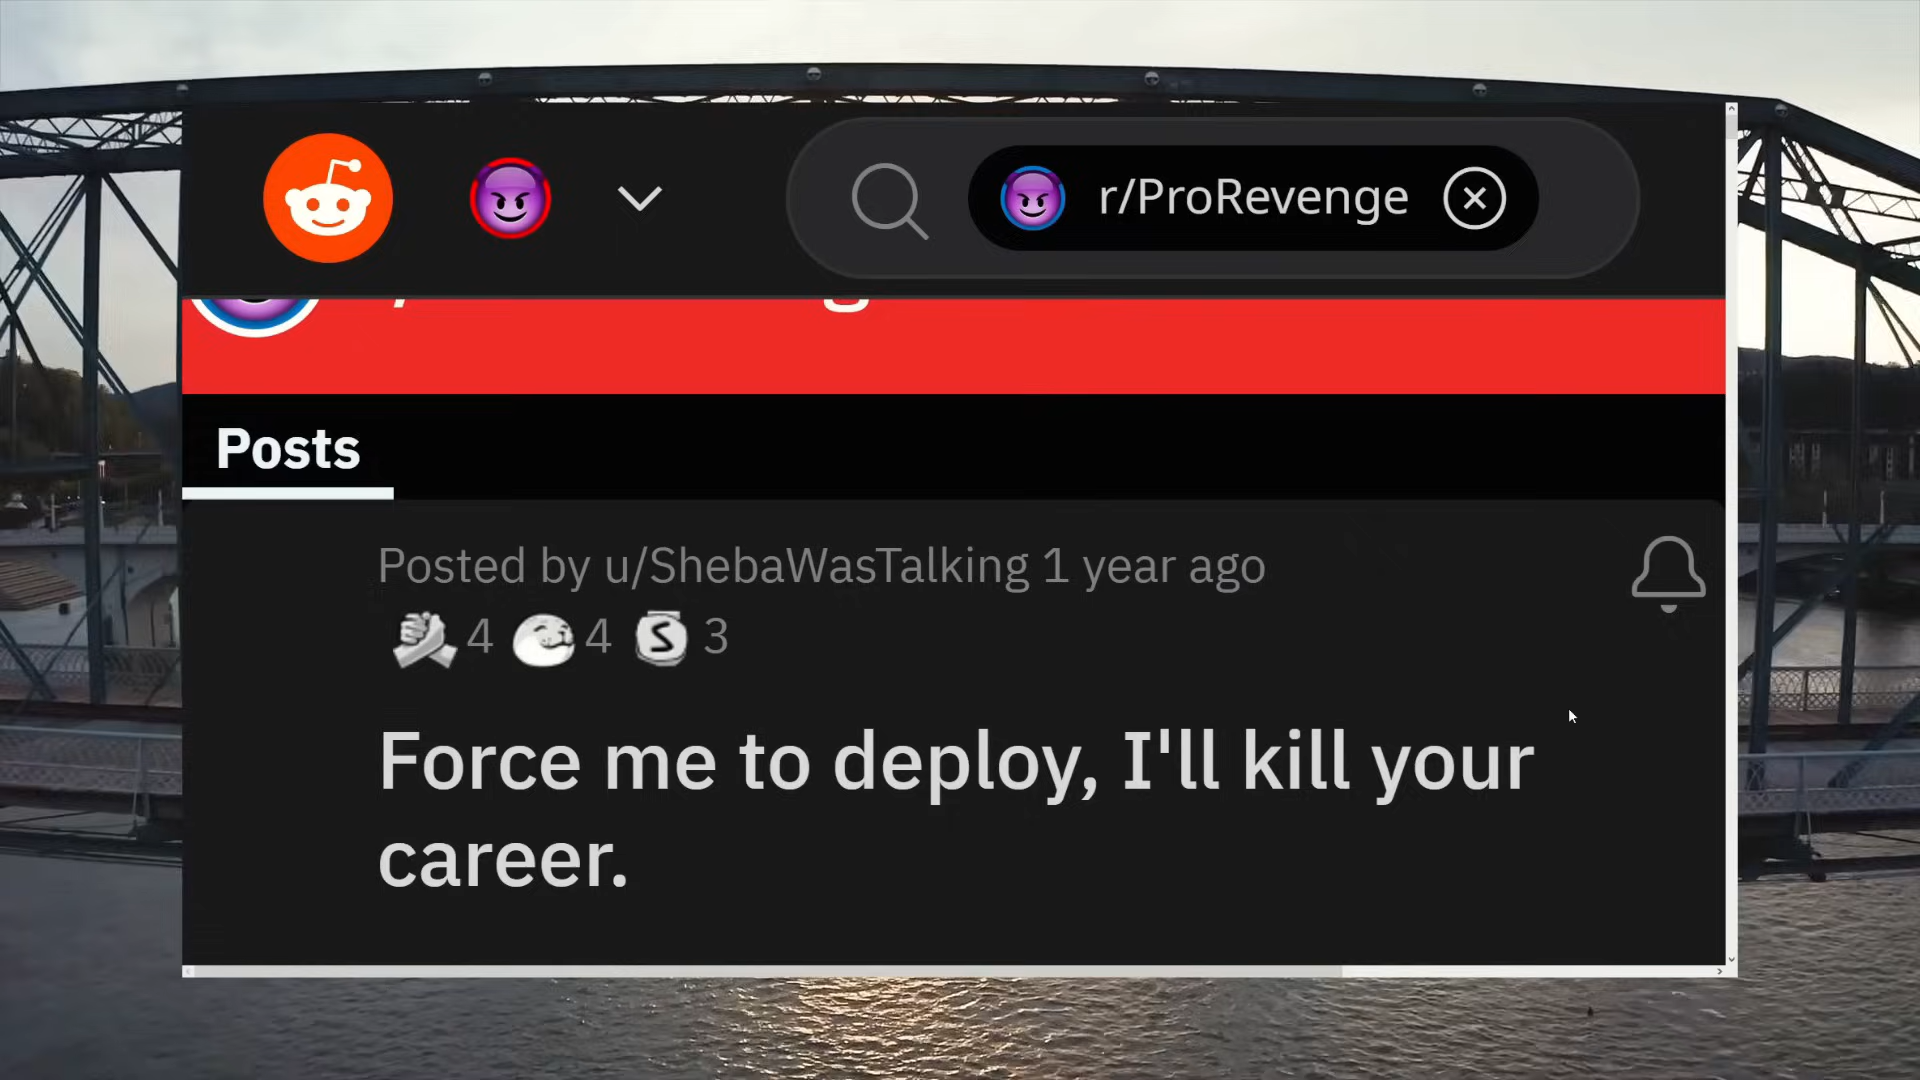 r/ProRevenge
Posts
Posted by u/ShebaWasTalking 1 year ago
4 4 S 3
Force me to deploy, I'll kill your
career.